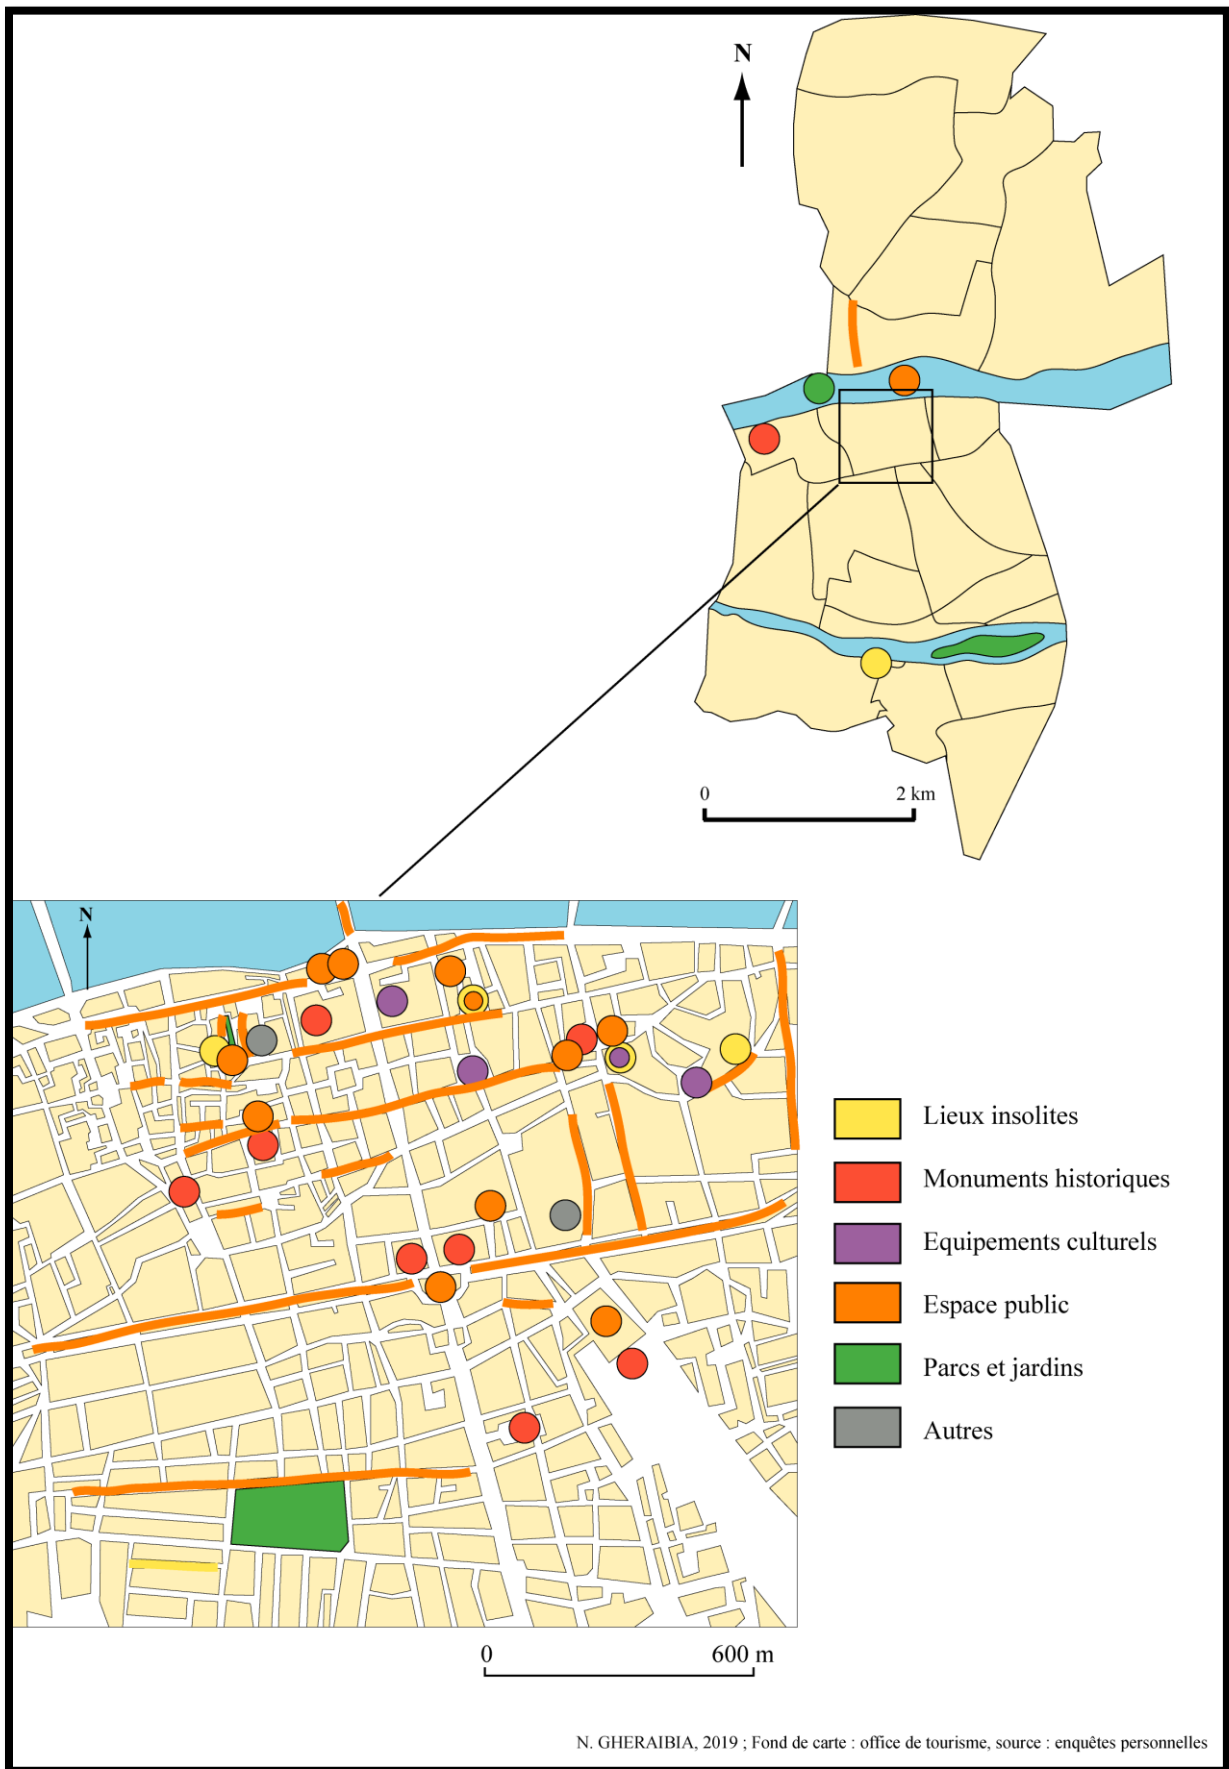 N
0 2 km
N
Lieux insolites
Monuments historiques
Equipements culturels
Espace public
Parcs et jardins
Autres
0 600 m
N. GHERAIBIA, 2019 ; Fond de carte : office de tourisme, source : enquêtes personnelles